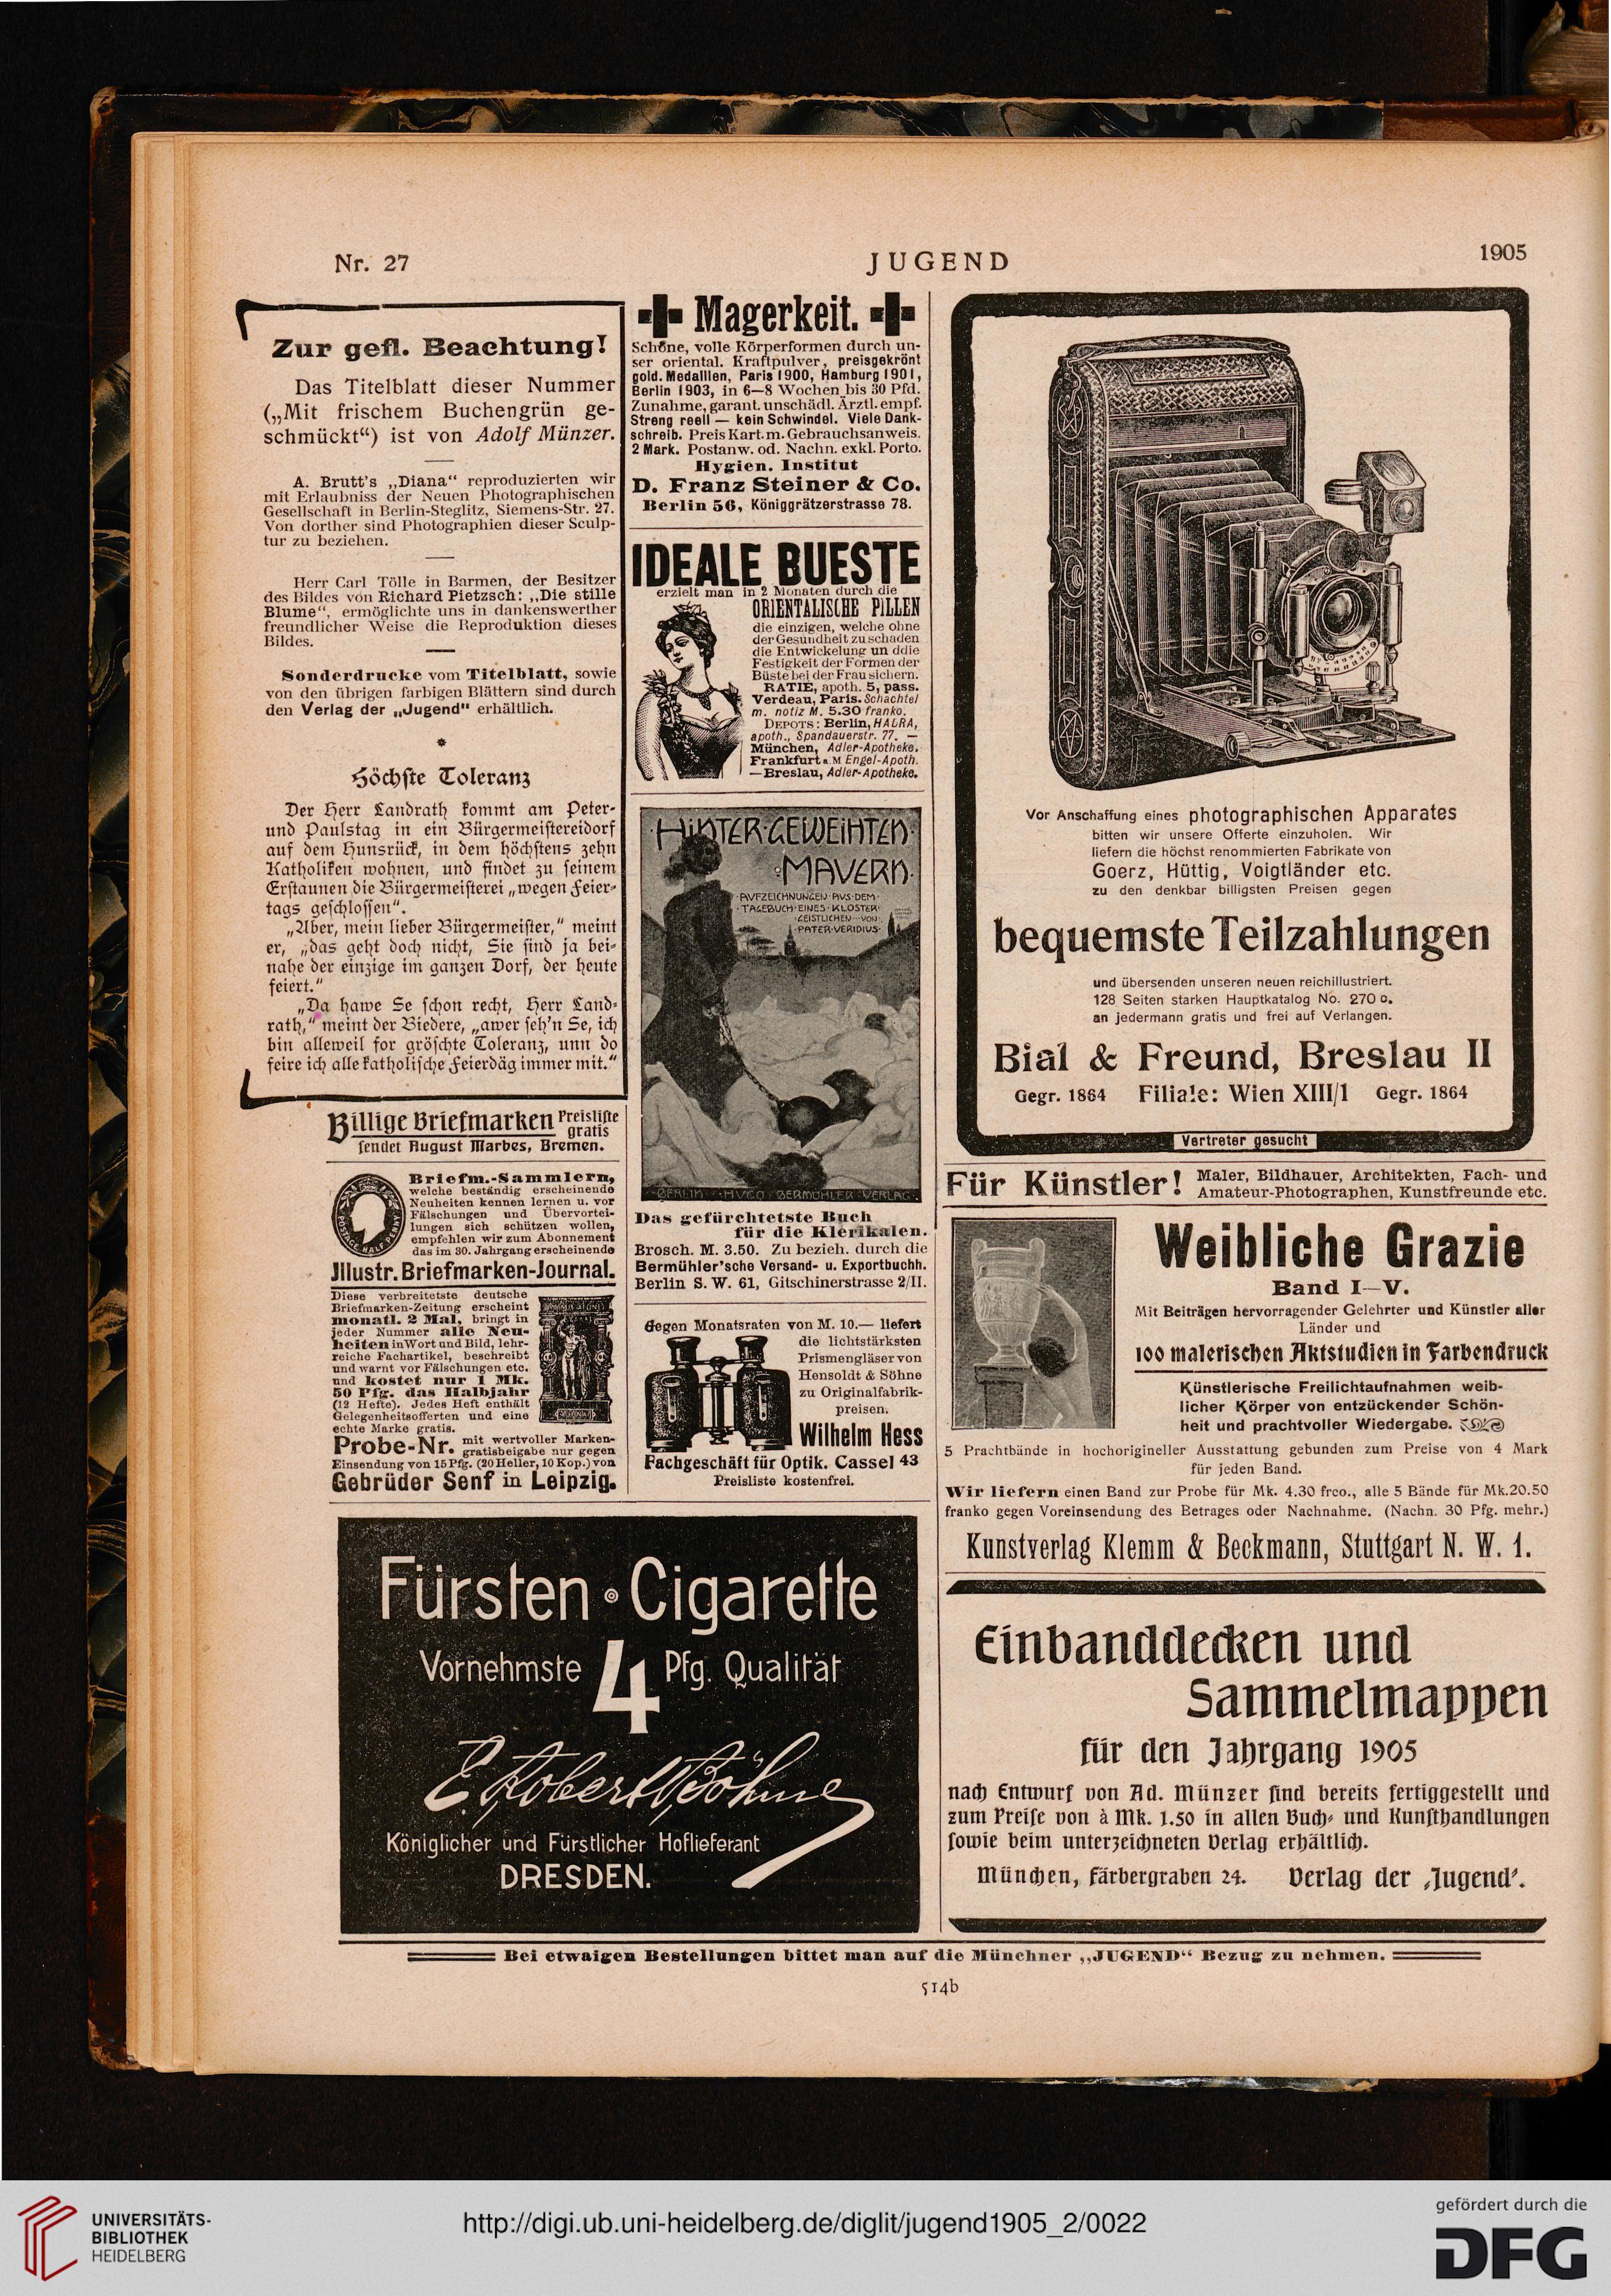 Nr. 27
JUGEND
1905
Zur gefl. Beachtung!
Das Titelblatt dieser Nummer
(„Mit frischem Buchengrün ge-
schmückt“) ist von Adolf Münzer.
A. Brutt's „Diana“ reproduzierten wir
mit Erlaubniss der Neuen Photographischen
Gesellschaft in Berlin-Steglitz, Siemens-Str. 27.
Von dorther sind Photographien dieser Sculp-
tur zu beziehen.
Herr Carl Tölle in Barmen, der Besitzer
des Bildes von Richard Pietzsch: „Die stille
Blume“, ermöglichte uns in dankenswerther
freundlicher Weise die Reproduktion dieses
Bildes.
Sonderdrucke vom Titelblatt, sowie
von den übrigen farbigen Blättern sind durch
den Verlag der „Jugend“ erhältlich.
*
Höchste Toleranz
Der Herr Landrath kommt am Peter-
und Paulstag in ein Bürgermeistereidorf
auf dem Hunsrück, in dem höchstens zehn
Katholiken wohnen, und findet zu seinem
Erstaunen die Bürgermeisterei „wegen Feier-
tags geschlossen“.
„Aber, mein lieber Bürgermeister,“ meint
er, „das geht doch nicht, Sie sind ja bei-
nahe der einzige im ganzen Dorf, der heute
feiert.“
„Da hawe Se schon recht, Herr Land-
rath,“ meint der Biedere, „awer seh'n Se, ich
bin alleweil for gröschte Toleranz, unn do
feire ich alle katholische Feierdäg immer mit.“
Billige Briefmarken Preisliste
gratis
sendet August Marbes, Bremen.
Briefm.-Sammlern,
welche beständig erscheinende
Neuheiten kennen lernen u. vor
Fälschungen und Übervortei-
lungen sich schützen wollen,
empfehlen wir zum Abonnement
das im 30. Jahrgang erscheinende
POSTAGE HALF PENNY
Jllustr. Briefmarken-Journal.
Diese verbreitetste deutsche
Briefmarken-Zeitung erscheint
monatl. 2 Mal, bringt in
jeder Nummer alle Neu-
heiten in Wort und Bild, lehr-
reiche Fachartikel, beschreibt
und warnt vor Fälschungen etc.
und kostet nur 1 Mk.
50 Pfg. das Halbjahr
(12 Hefte). Jedes Heft enthält
Gelegenheitsofferten und eine
echte Marke gratis.
Probe-Nr. mit wertvoller Marken-
gratisbeigabe nur gegen
Einsendung von 15 Pfg. (20 Heller, 10 Kop.) von
Gebrüder Senf in Leipzig.
Magerkeit.
Schöne, volle Körperformen durch un-
ser oriental. Kraftpulver, preisgekrönt
gold. Medaillen, Paris 1900, Hamburg 1901,
Berlin 1903, in 6—8 Wochen bis 30 Pfd.
Zunahme, garant. unschädl. Ärztl. empf.
Streng reell — kein Schwindel. Viele Dank-
schreib. Preis Kart. m. Gebrauchsanweis.
2 Mark. Postanw. od. Nachn. exkl. Porto.
Hygien. Institut
D. Franz Steiner & Co.
Berlin 56, Königgrätzerstrasse 78.
IDEALE BUESTE
erzielt man in 2 Monaten durch die
ORIENTALISCHE PILLEN
die einzigen, welche ohne
der Gesundheit zu schaden
die Entwickelung un ddie
Festigkeit der Formen der
Büste bei der Frau sichern.
RATIE, apoth. 5, pass.
Verdeau, Paris. Schachtel
m. notiz M. 5.30 franko.
DEPOTS: Berlin, HADRA,
apoth., Spandauerstr. 77. —
München, Adler-Apotheke.
Frankfurt a. M Engel-Apoth.
— Breslau, Adler-Apotheke.
HINTER·GEWEIHTEN·
·MAVERN·
·AVFZEICHNUNGEN·AVS·DEM·
·TAGEBUCH·EINES·KLOSTER
GEISTLICHEN·VON
PATER·VERIDIUS·
BERLIN·HVGO BERMÜHLER VERLAG
Das gefürchtetste Buch
für die Klerikalen.
Brosch. M. 3.50. Zu bezieh. durch die
Bermühler'sche Versand- u. Exportbuchh.
Berlin S. W. 61, Gitschinerstrasse 2/II.
Gegen Monatsraten von M. 10.— liefert
die lichtstärksten
Prismengläser von
Hensoldt & Söhne
zu Originalfabrik-
preisen.
Wilhelm Hess
Fachgeschäft für Optik. Cassel 43
Preisliste kostenfrei.
Fürsten Cigarette
Vornehmste 4 Pfg. Qualität
E. Robert Böhme
Königlicher und Fürstlicher Hoflieferant
DRESDEN.
Vor Anschaffung eines photographischen Apparates
bitten wir unsere Offerte einzuholen. Wir
liefern die höchst renommierten Fabrikate von
Goerz, Hüttig, Voigtländer etc.
zu den denkbar billigsten Preisen gegen
bequemste Teilzahlungen
und übersenden unseren neuen reichillustriert.
128 Seiten starken Hauptkatalog No. 270 c.
an jedermann gratis und frei auf Verlangen.
Bial & Freund, Breslau II
Gegr. 1864 Filiale: Wien XIII/1 Gegr. 1864
Vertreter gesucht
Für Künstler! Maler, Bildhauer, Architekten, Fach- und
Amateur-Photographen, Kunstfreunde etc.
Weibliche Grazie
Band I—V.
Mit Beiträgen hervorragender Gelehrter und Künstler aller
Länder und
100 malerischen Aktstudien in Farbendruck
Künstlerische Freilichtaufnahmen weib-
licher Körper von entzückender Schön-
heit und prachtvoller Wiedergabe.
5 Prachtbände in hochorigineller Ausstattung gebunden zum Preise von 4 Mark
für jeden Band.
Wir liefern einen Band zur Probe für Mk. 4.30 frco., alle 5 Bände für Mk. 20.50
franko gegen Voreinsendung des Betrages oder Nachnahme. (Nachn. 30 Pfg. mehr.)
Kunstverlag Klemm & Beckmann, Stuttgart N. W. 1.
Einbanddecken und
Sammelmappen
für den Jahrgang 1905
nach Entwurf von Ad. Münzer sind bereits fertiggestellt und
zum Preise von à Mk. 1.50 in allen Buch- und Kunsthandlungen
sowie beim unterzeichneten Verlag erhältlich.
München, Färbergraben 24. Verlag der ‚Jugend‘.
Bei etwaigen Bestellungen bittet man auf die Münchner „JUGEND“ Bezug zu nehmen.
514b
UNIVERSITÄTS-
BIBLIOTHEK
HEIDELBERG
http://digi.ub.uni-heidelberg.de/diglit/jugend1905_2/0022
gefördert durch die
DFG